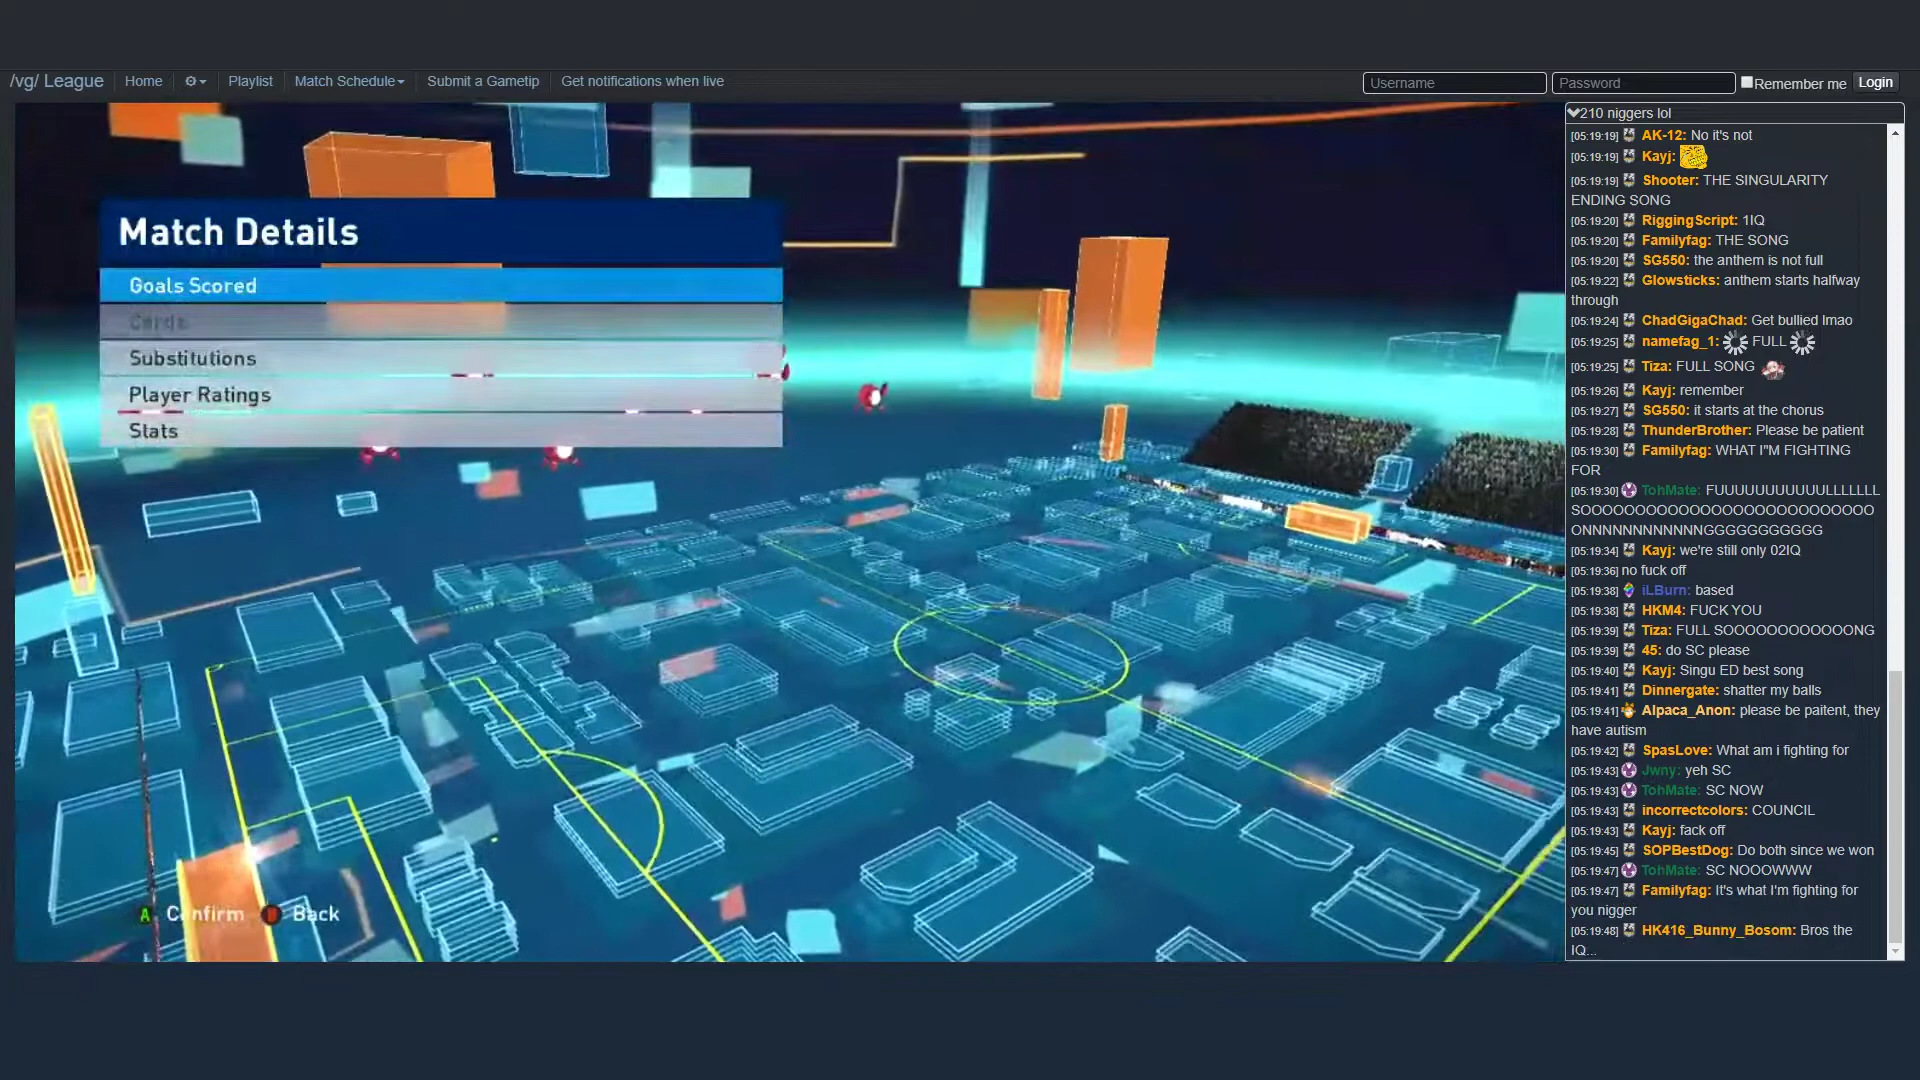 /vg/ League Home Playlist Match Schedule Submit a Gametip Get notifications when live Username Password Remember me Login
Match Details
Goals Scored
Cards
Substitutions
Player Ratings
Stats
A Confirm B Back
210 niggers lol
[05:19:19] AK-12: No it's not
[05:19:19] Kayj:
[05:19:19] Shooter: THE SINGULARITY
ENDING SONG
[05:19:20] RiggingScript: 1IQ
[05:19:20] Familyfag: THE SONG
[05:19:20] SG550: the anthem is not full
[05:19:22] Glowsticks: anthem starts halfway
through
[05:19:24] ChadGigaChad: Get bullied lmao
[05:19:25] namefag_1: FULL
[05:19:25] Tiza: FULL SONG
[05:19:26] Kayj: remember
[05:19:27] SG550: it starts at the chorus
[05:19:28] ThunderBrother: Please be patient
[05:19:30] Familyfag: WHAT I"M FIGHTING
FOR
[05:19:30] TohMate: FUUUUUUUUUUULLLLLLL
SOOOOOOOOOOOOOOOOOOOOOOOOOO
ONNNNNNNNNNNGGGGGGGGGGG
[05:19:34] Kayj: we're still only 02IQ
[05:19:36] no fuck off
[05:19:38] iLBurn: based
[05:19:38] HKM4: FUCK YOU
[05:19:39] Tiza: FULL SOOOOOOOOOOOONG
[05:19:39] 45: do SC please
[05:19:40] Kayj: Singu ED best song
[05:19:41] Dinnergate: shatter my balls
[05:19:41] Alpaca_Anon: please be paitent, they
have autism
[05:19:42] SpasLove: What am i fighting for
[05:19:43] Jwny: yeh SC
[05:19:43] TohMate: SC NOW
[05:19:43] incorrectcolors: COUNCIL
[05:19:43] Kayj: fack off
[05:19:45] SOPBestDog: Do both since we won
[05:19:47] TohMate: SC NOOOWWW
[05:19:47] Familyfag: It's what I'm fighting for
you nigger
[05:19:48] HK416_Bunny_Bosom: Bros the
IQ...